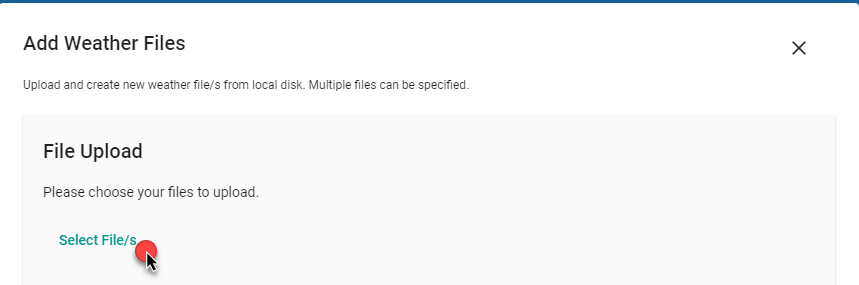 Add Weather Files
Upload and create new weather file/s from local disk. Multiple files can be specified.
File Upload
Please choose your files to upload.
Select File/s